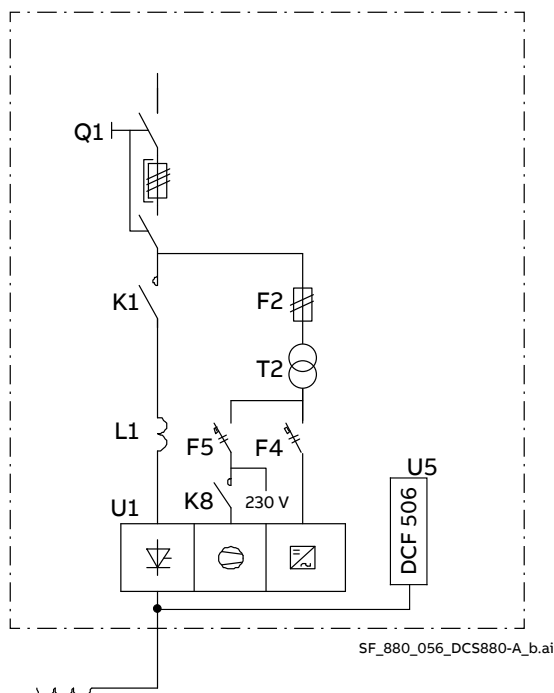 Q1
K1
F2
T2
L1
F5
F4
U5
K8
230 V
U1
DCF 506
SF_880_056_DCS880-A_b.ai